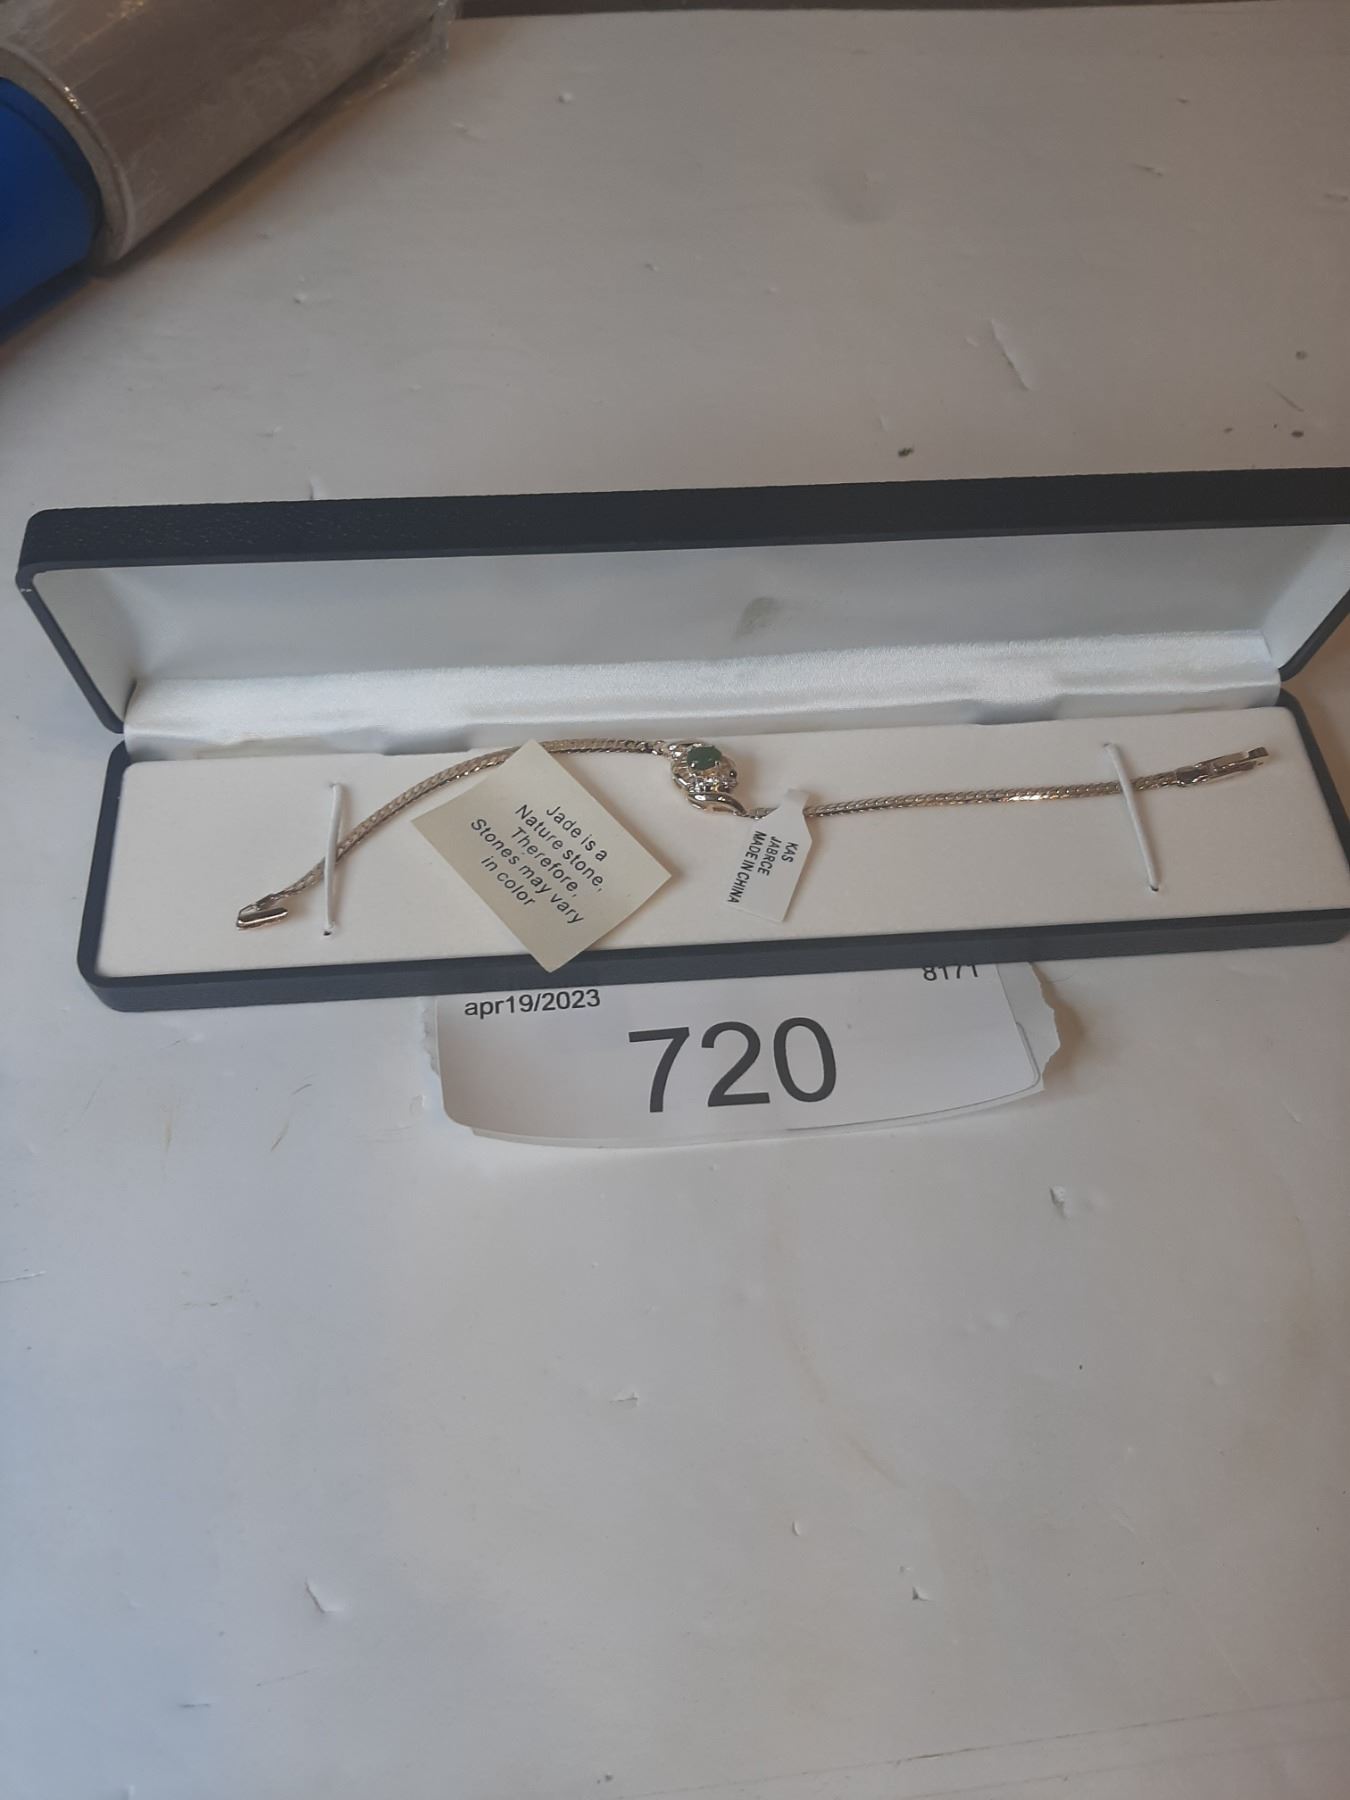 Jade is a
Nature stone,
Therefore,
Stones may vary
in color
KAS
JABRCE
MADE IN CHINA
apr19/2023
8171
720